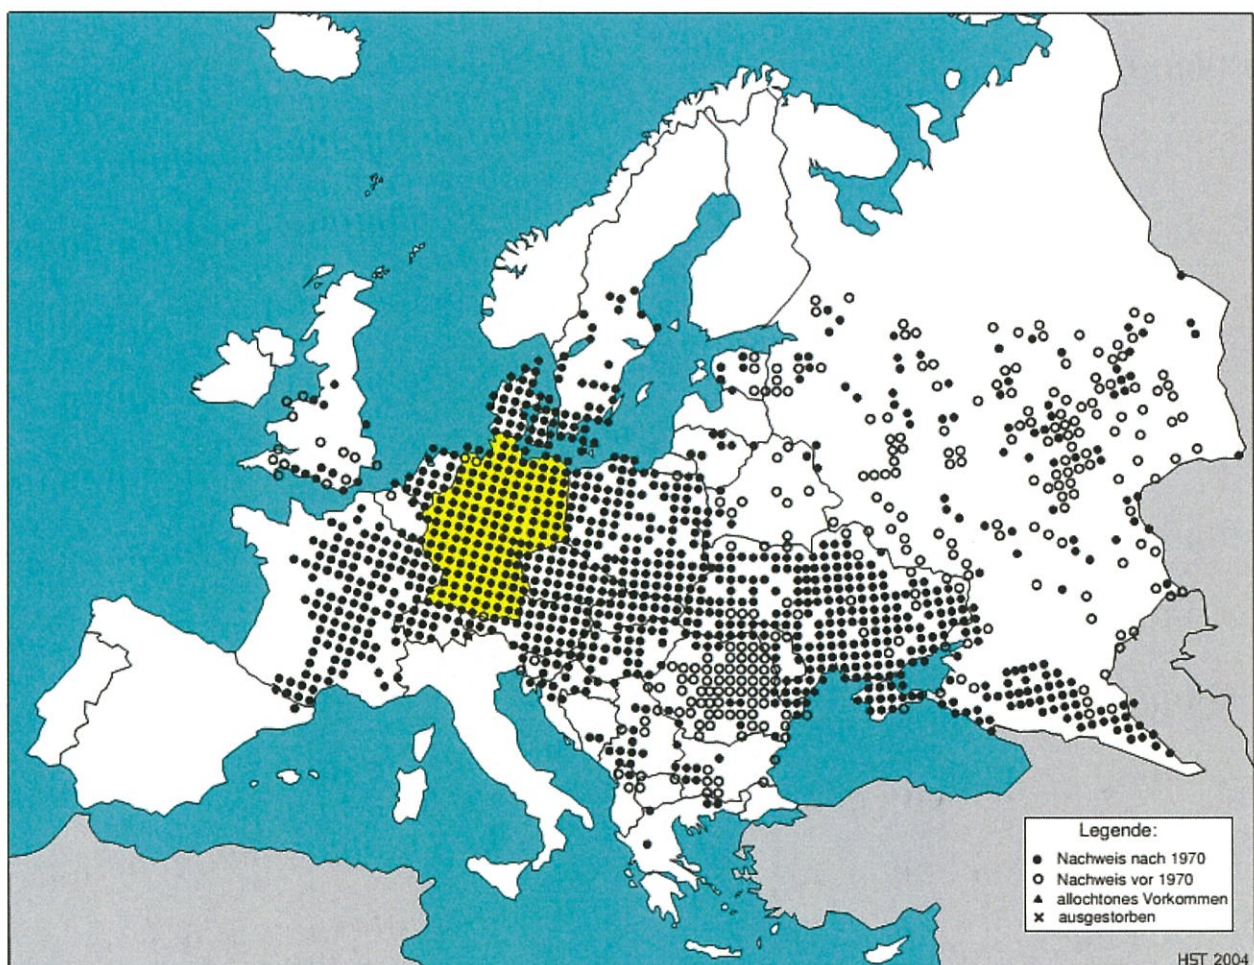 Legende:
Nachweis nach 1970
Nachweis vor 1970
allochtones Vorkommen
ausgestorben
HST 2004